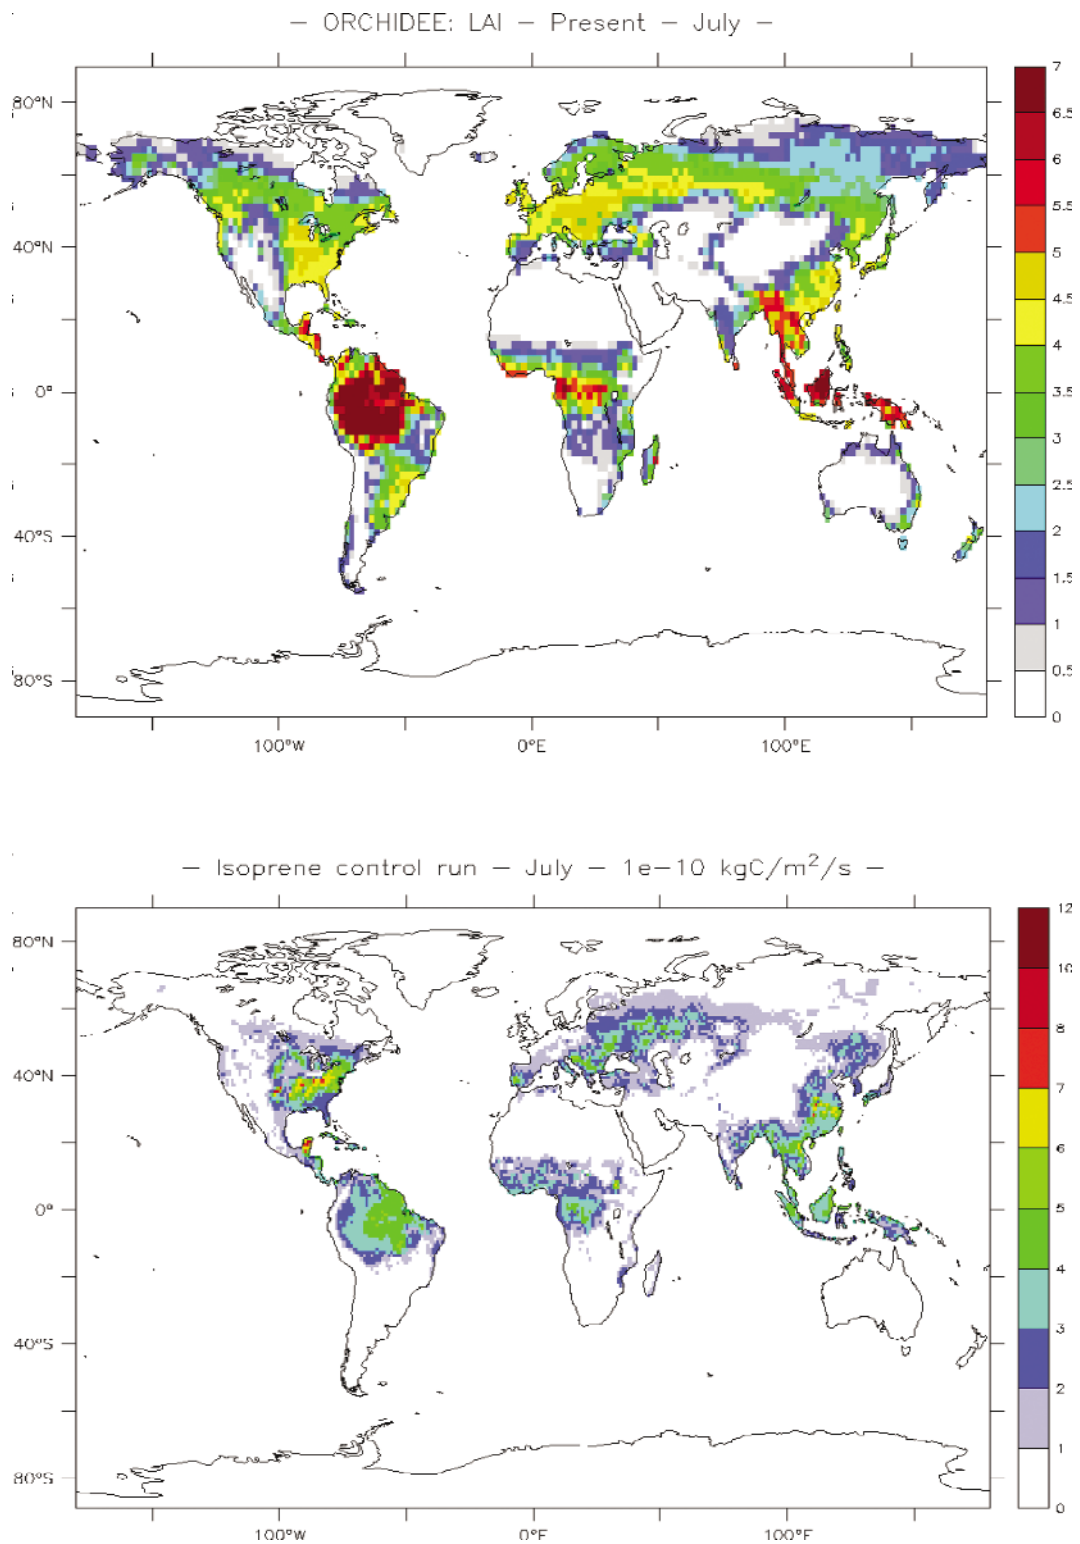 — ORCHIDEE: LAI — Present — July —
7
6.5
6
5.5
5
4.5
4
3.5
3
2.5
2
1.5
1
0.5
0
80°N
40°N
0°
40°S
80°S
100°W 0°E 100°E
— Isoprene control run — July — 1e-10 kgC/m²/s —
12
10
8
7
6
5
4
3
2
1
0
80°N
40°N
0°
40°S
80°S
100°W 0°E 100°E